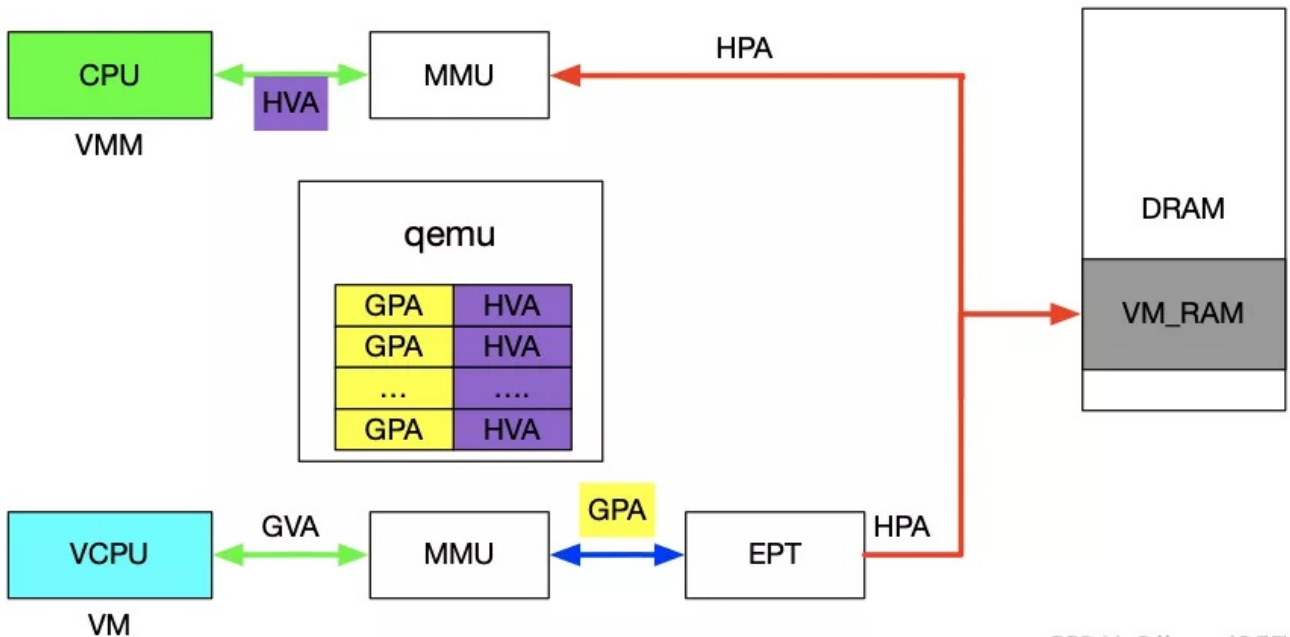 HPA
CPU
MMU
HVA
VMM
DRAM
qemu
GPA HVA
GPA HVA
... ....
GPA HVA
VM_RAM
GPA
GVA
HPA
VCPU
MMU
EPT
VM